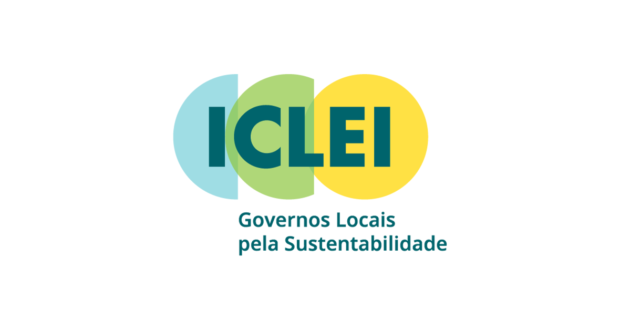 ICLEI
Governos Locais
pela Sustentabilidade